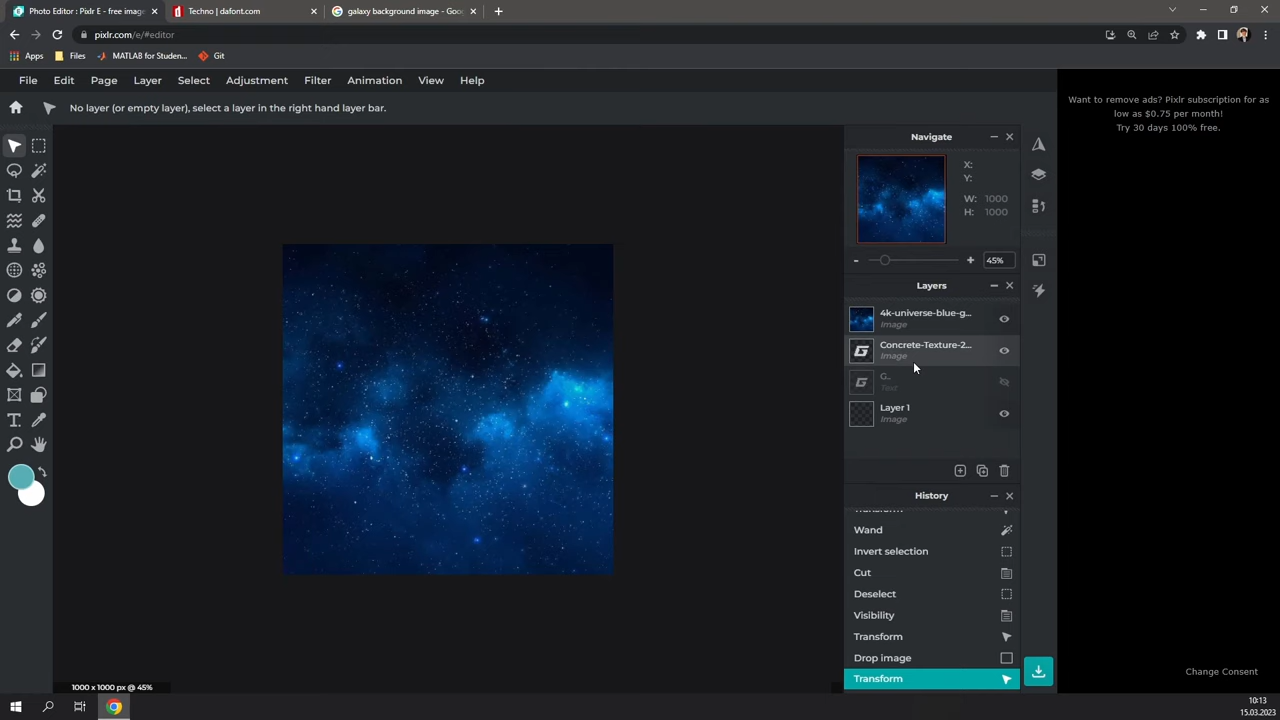 Photo Editor : Pixlr E - free imag
Techno | dafont.com
galaxy background image - Goo
pixlr.com/e/#editor
Apps
Files
MATLAB for Studen...
Git
File
Edit
Page
Layer
Select
Adjustment
Filter
Animation
View
Help
No layer (or empty layer), select a layer in the right hand layer bar.
Want to remove ads? Pixlr subscription for as
low as $0.75 per month!
Try 30 days 100% free.
Navigate
X:
Y:
W: 1000
H: 1000
45%
Layers
4k-universe-blue-g...
Image
Concrete-Texture-2...
Image
G..
Text
Layer 1
Image
History
Wand
Invert selection
Cut
Deselect
Visibility
Transform
Drop image
Transform
Change Consent
1000 x 1000 px @ 45%
10:13
15.03.2023